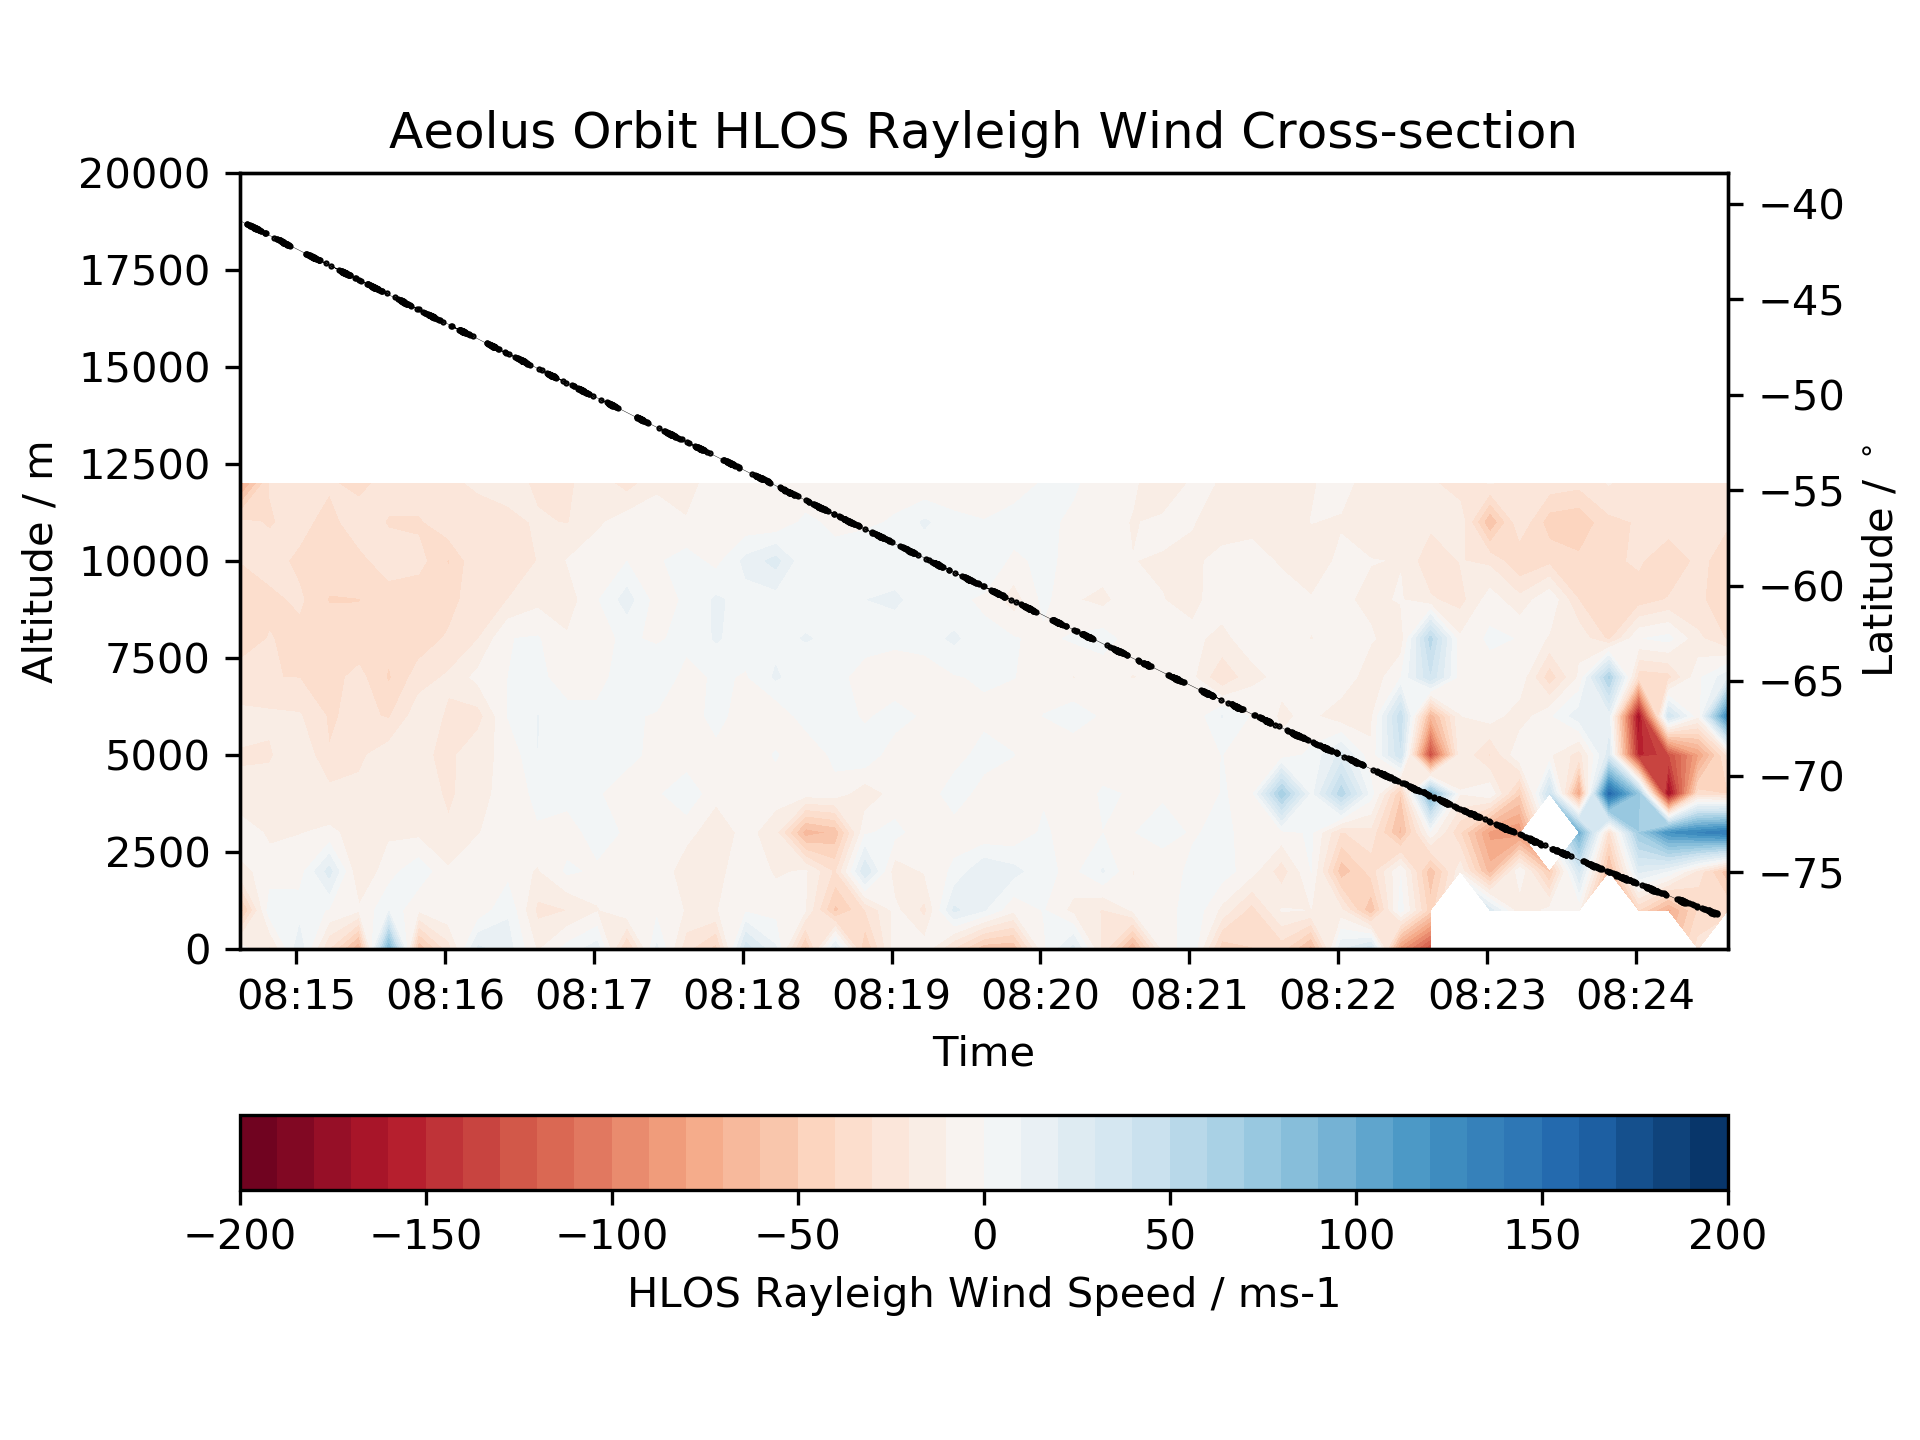 Aeolus Orbit HLOS Rayleigh Wind Cross-section
20000
17500
15000
12500
10000
7500
5000
2500
0
Altitude / m
−40
−45
−50
−55
−60
−65
−70
−75
Latitude / °
08:15 08:16 08:17 08:18 08:19 08:20 08:21 08:22 08:23 08:24
Time
−200 −150 −100 −50 0 50 100 150 200
HLOS Rayleigh Wind Speed / ms-1